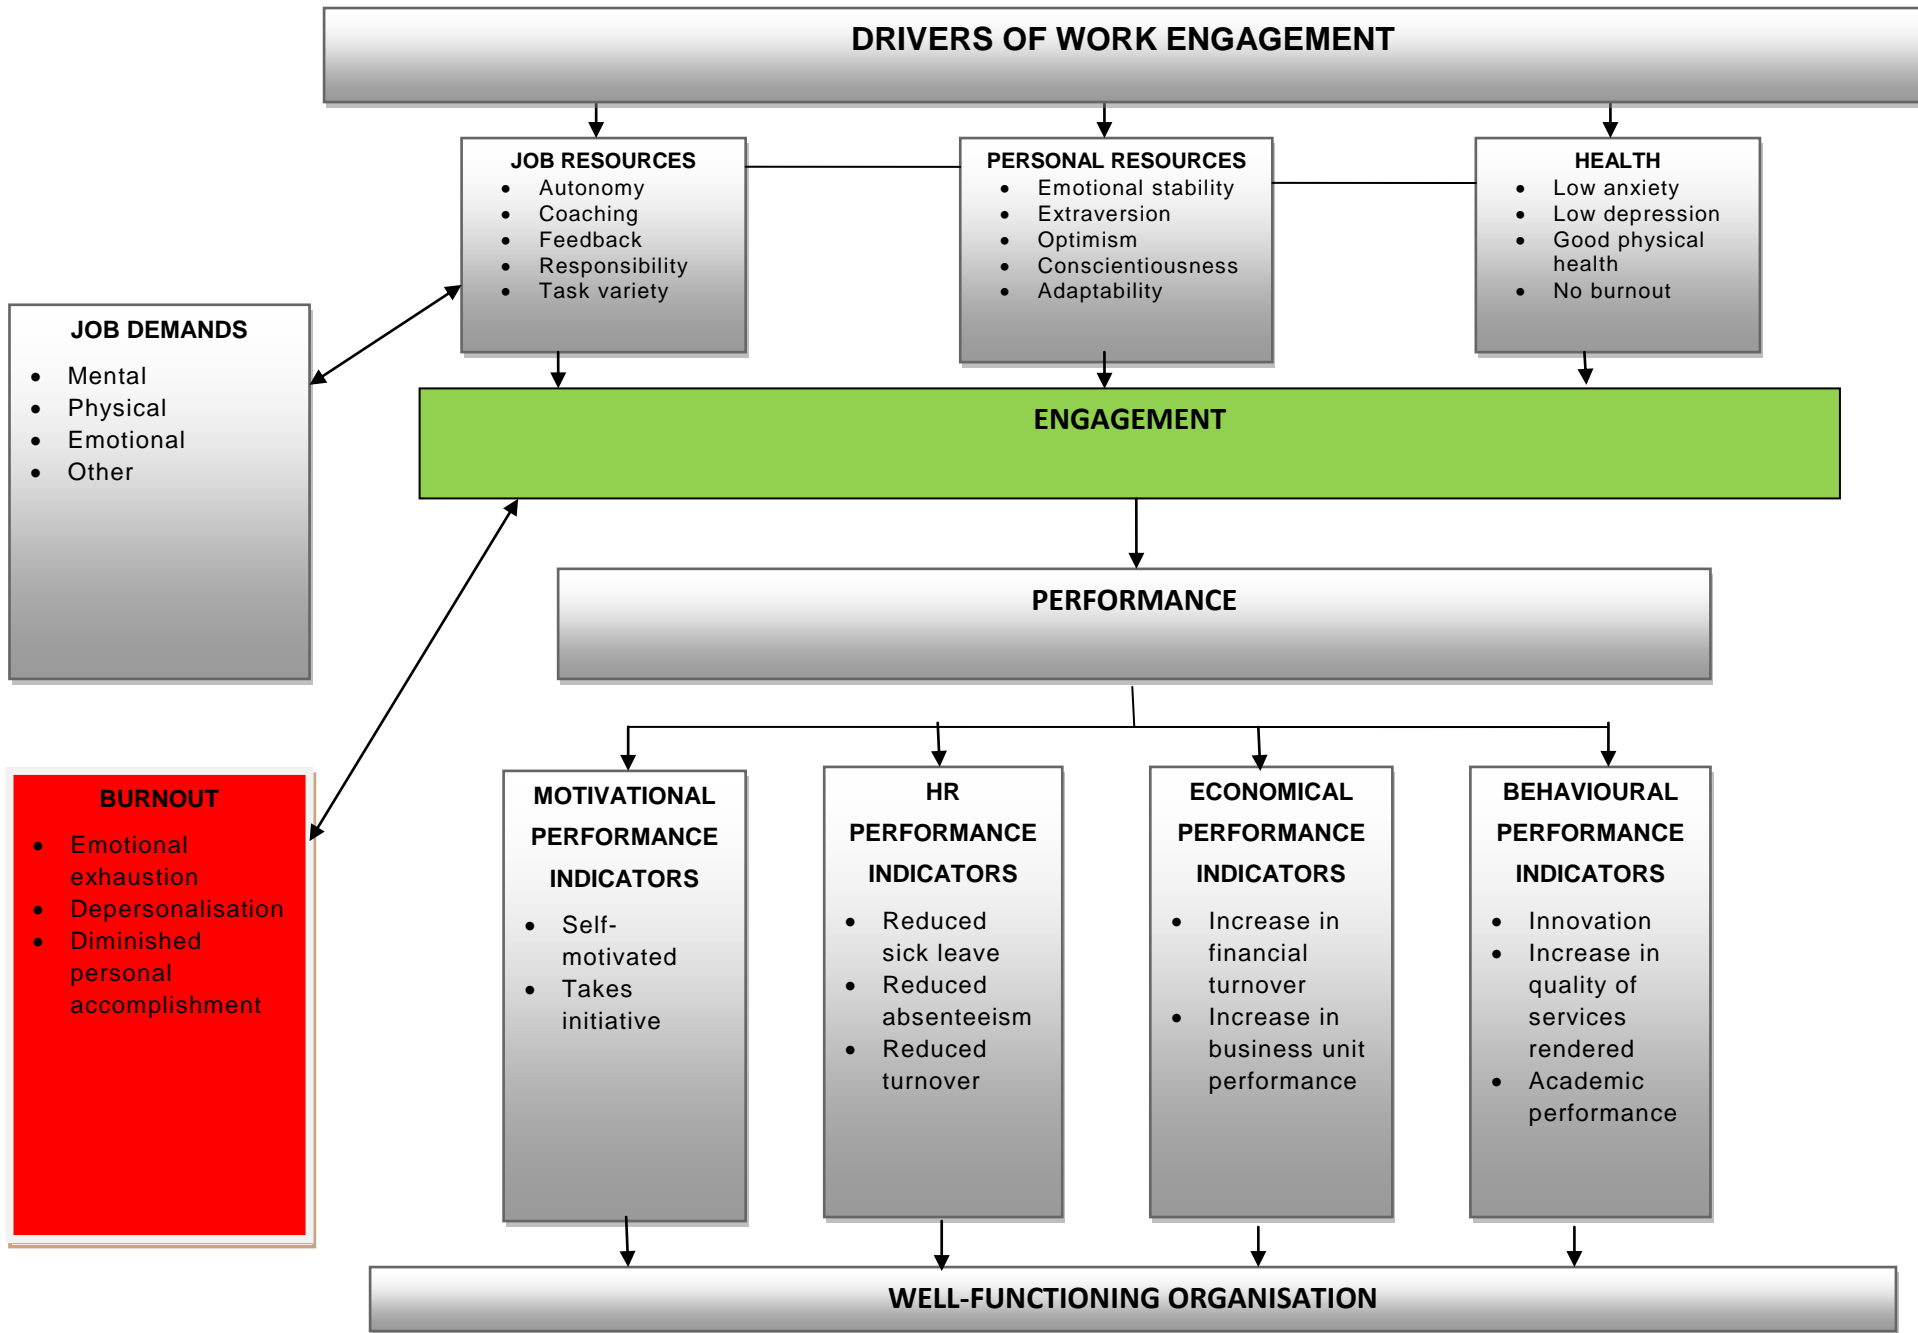 DRIVERS OF WORK ENGAGEMENT
JOB RESOURCES
• Autonomy
• Coaching
• Feedback
• Responsibility
• Task variety
PERSONAL RESOURCES
• Emotional stability
• Extraversion
• Optimism
• Conscientiousness
• Adaptability
HEALTH
• Low anxiety
• Low depression
• Good physical
health
• No burnout
JOB DEMANDS
• Mental
• Physical
• Emotional
• Other
ENGAGEMENT
PERFORMANCE
BURNOUT
• Emotional
exhaustion
• Depersonalisation
• Diminished
personal
accomplishment
MOTIVATIONAL
PERFORMANCE
INDICATORS
• Self-
motivated
• Takes
initiative
HR
PERFORMANCE
INDICATORS
• Reduced
sick leave
• Reduced
absenteeism
• Reduced
turnover
ECONOMICAL
PERFORMANCE
INDICATORS
• Increase in
financial
turnover
• Increase in
business unit
performance
BEHAVIOURAL
PERFORMANCE
INDICATORS
• Innovation
• Increase in
quality of
services
rendered
• Academic
performance
WELL-FUNCTIONING ORGANISATION